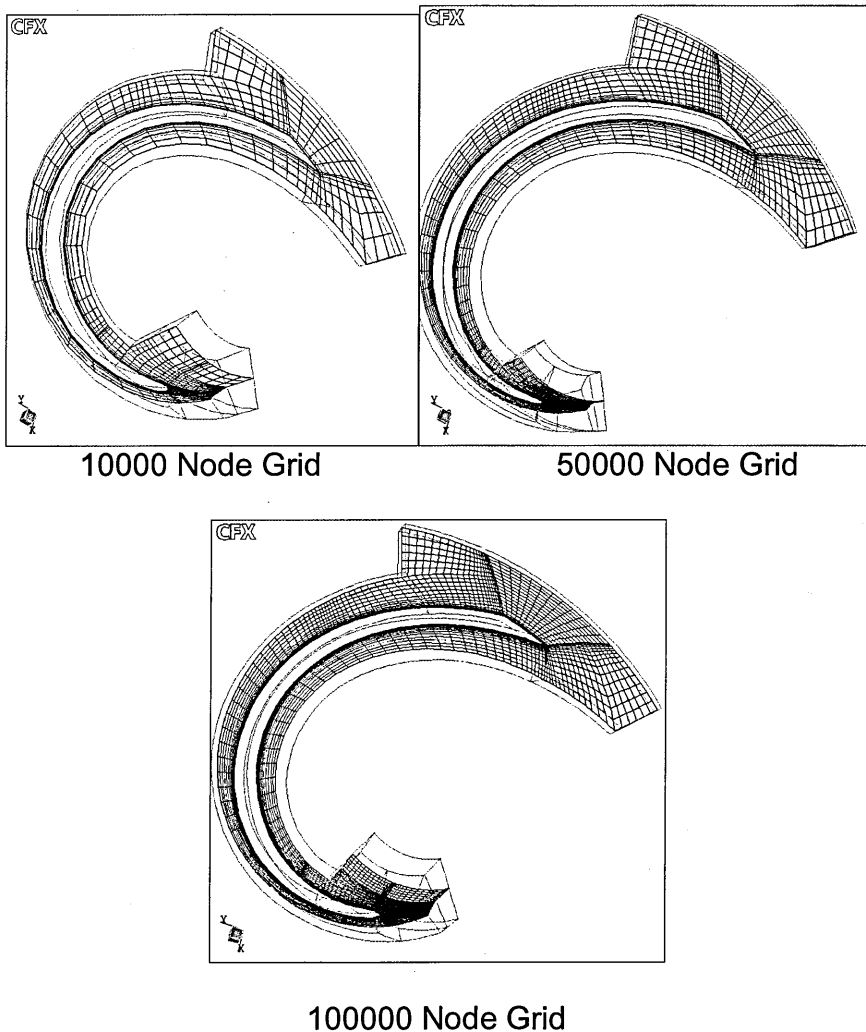 CFX
CFX
Y
X
Y
X
10000 Node Grid
50000 Node Grid
CFX
Y
X
100000 Node Grid